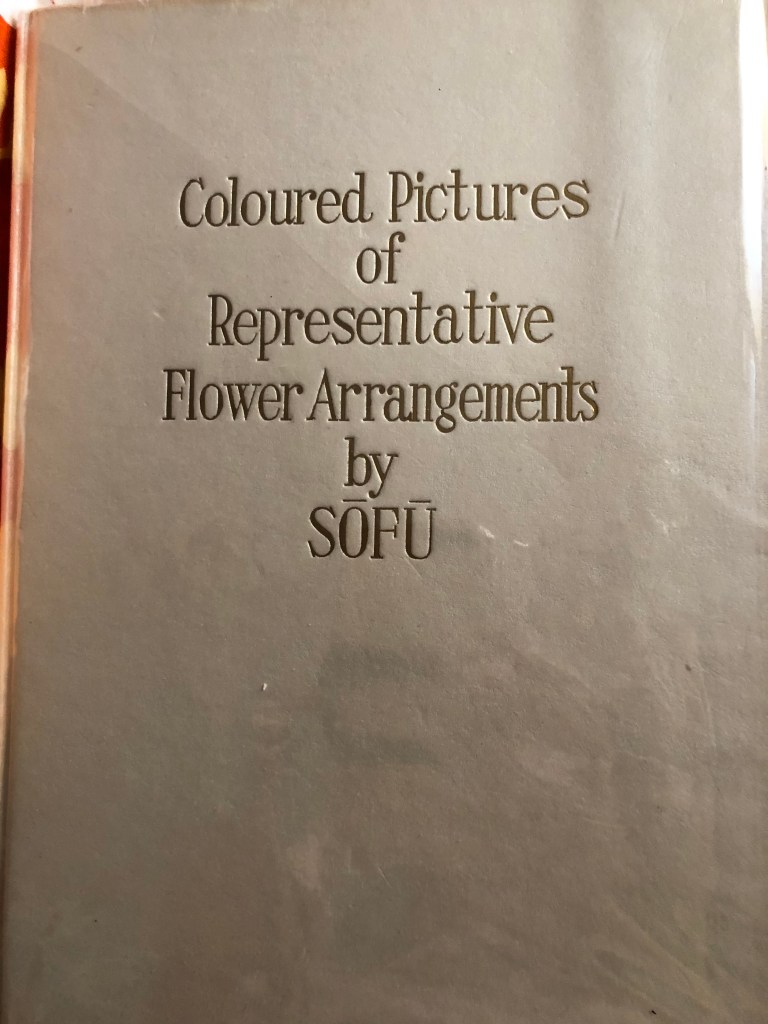 Coloured Pictures
of
Representative
Flower Arrangements
by
SŌFŪ